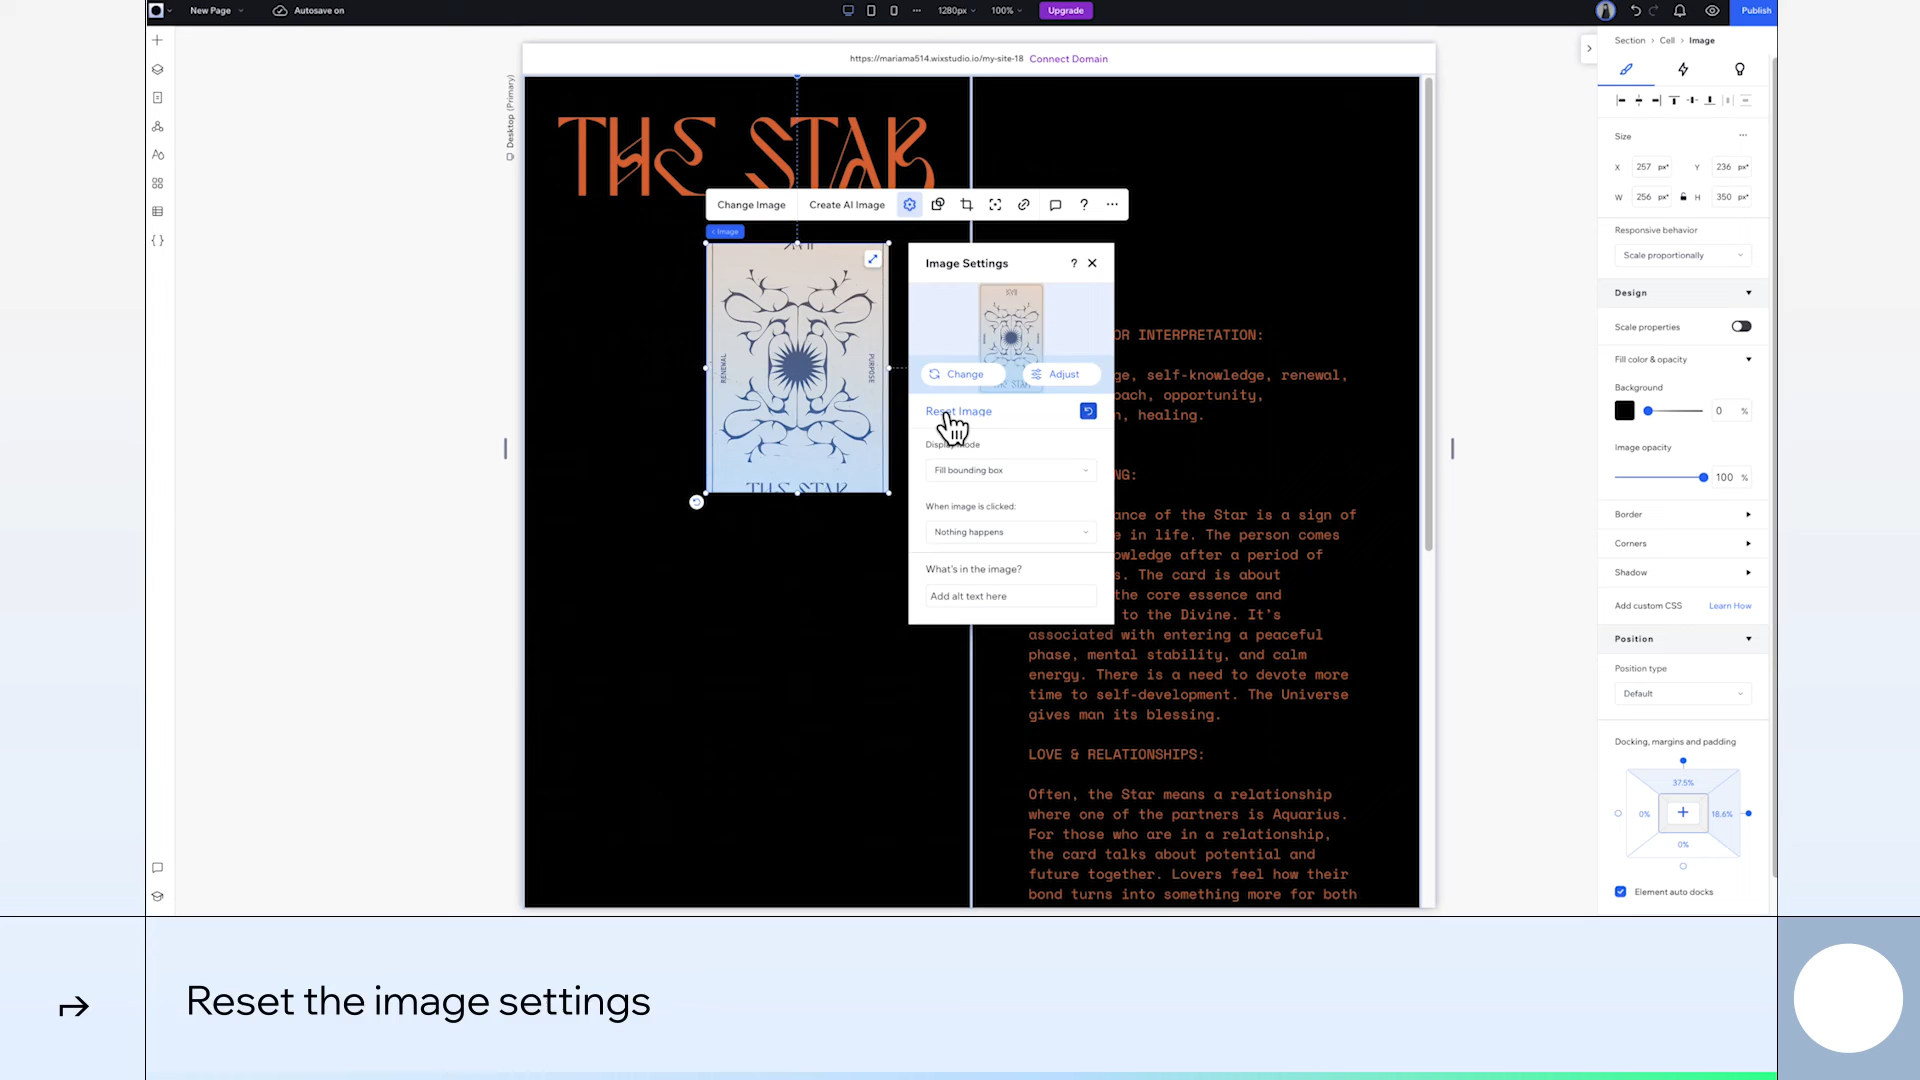 New Page
Autosave on
1280px
100%
Upgrade
Publish
https://mariama514.wixstudio.io/my-site-18 Connect Domain
Desktop (Primary)
THE STAR
Change Image
Create AI Image
Image
RENEWAL
PURPOSE
THE STAR
Image Settings
?
XVII
Change
Adjust
Reset Image
Display mode
Fill bounding box
When image is clicked:
Nothing happens
What's in the image?
Add alt text here
OR INTERPRETATION:
ge, self-knowledge, renewal,
oach, opportunity,
n, healing.
NG:
ance of the Star is a sign of
e in life. The person comes
owledge after a period of
s. The card is about
the core essence and
to the Divine. It's
associated with entering a peaceful
phase, mental stability, and calm
energy. There is a need to devote more
time to self-development. The Universe
gives man its blessing.
LOVE & RELATIONSHIPS:
Often, the Star means a relationship
where one of the partners is Aquarius.
For those who are in a relationship,
the card talks about potential and
future together. Lovers feel how their
bond turns into something more for both
Section > Cell > Image
Size
X 257 px* Y 236 px*
W 256 px* H 350 px*
Responsive behavior
Scale proportionally
Design
Scale properties
Fill color & opacity
Background
0 %
Image opacity
100 %
Border
Corners
Shadow
Add custom CSS Learn How
Position
Position type
Default
Docking, margins and padding
37.5%
0% 18.6%
0%
Element auto docks
Reset the image settings